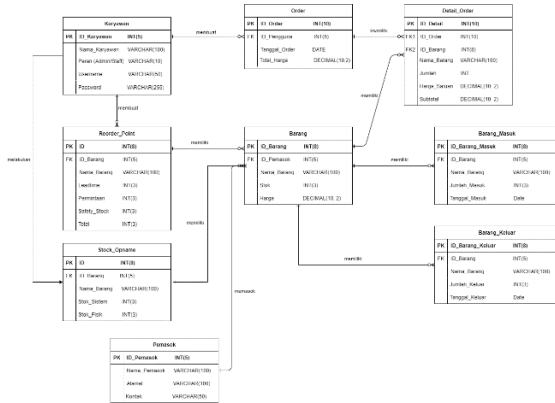 Karyawan
PK ID_Karyawan INT(5)
Nama_Karyawan VARCHAR(100)
Peran (Admin/Staff) VARCHAR(10)
Username VARCHAR(50)
Password VARCHAR(255)
membuat
Order
PK ID_Order INT(10)
FK ID_Pengguna INT(5)
Tanggal_Order DATE
Total_Harga DECIMAL(10,2)
memiliki
Detail_Order
PK ID_Detail INT(10)
FK1 ID_Order INT(10)
FK2 ID_Barang INT(8)
Nama_Barang VARCHAR(100)
Jumlah INT
Harga_Satuan DECIMAL(10, 2)
Subtotal DECIMAL(10, 2)
membuat
memiliki
melakukan
Reorder_Point
PK ID INT(8)
FK ID_Barang INT(5)
Nama_Barang VARCHAR(100)
Leadtime INT(3)
Permintaan INT(3)
Safety_Stock INT(3)
Total INT(3)
memiliki
Barang
PK ID_Barang INT(8)
FK ID_Pemasok INT(5)
Nama_Barang VARCHAR(100)
Stok INT(3)
Harga DECIMAL(10, 2)
memiliki
Barang_Masuk
PK ID_Barang_Masuk INT(8)
FK ID_Barang INT(5)
Nama_Barang VARCHAR(100)
Jumlah_Masuk INT(3)
Tanggal_Masuk Date
memiliki
Stock_Opname
PK ID INT(8)
FK ID_Barang INT(5)
Nama_Barang VARCHAR(100)
Stok_Sistem INT(3)
Stok_Fisik INT(3)
memasok
memiliki
Barang_Keluar
PK ID_Barang_Keluar INT(8)
FK ID_Barang INT(5)
Nama_Barang VARCHAR(100)
Jumlah_Keluar INT(3)
Tanggal_Keluar Date
Pemasok
PK ID_Pemasok INT(5)
Nama_Pemasok VARCHAR(100)
Alamat VARCHAR(100)
Kontak VARCHAR(50)